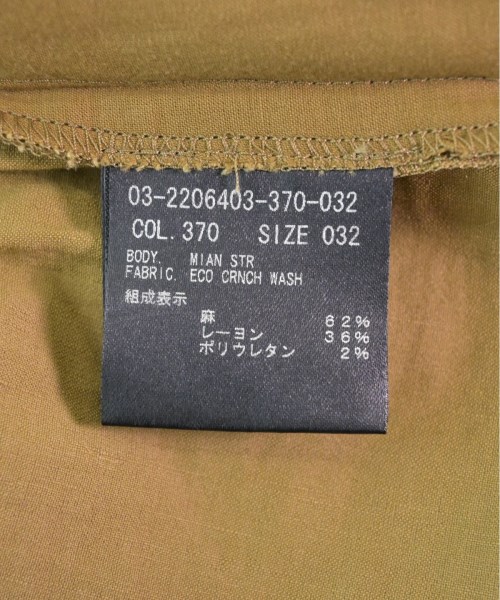 03-2206403-370-032
COL. 370 SIZE 032
BODY. MIAN STR
FABRIC. ECO CRNCH WASH
組成表示
麻 62%
レーヨン 36%
ポリウレタン 2%